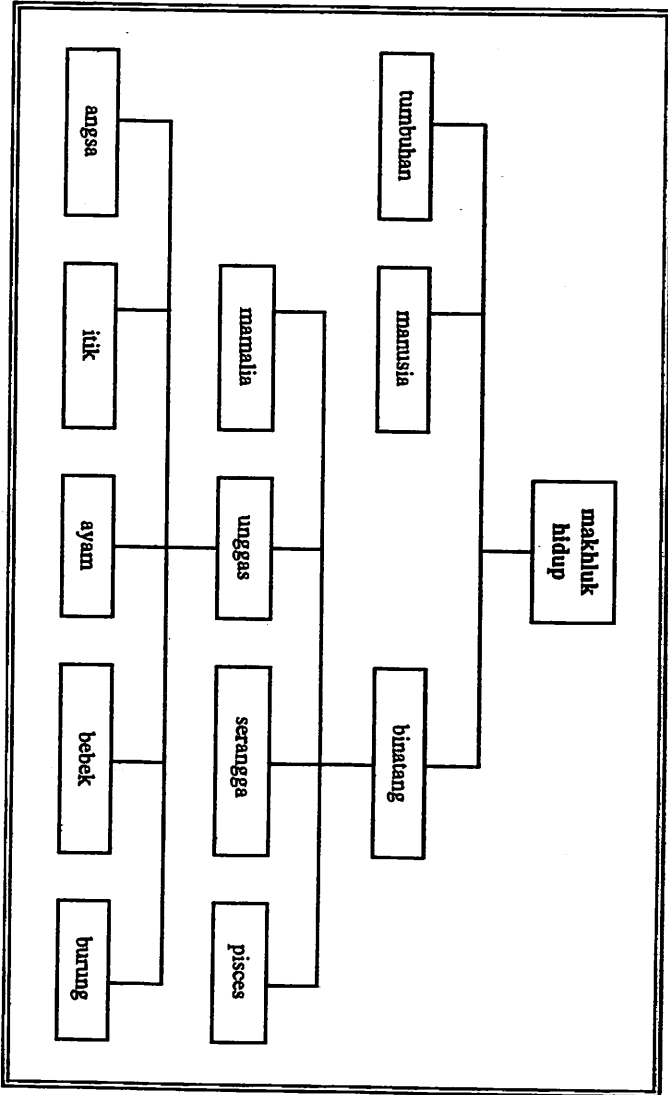 makhluk
hidup
tumbuhan
manusia
binatang
mamalia
unggas
serangga
pisces
angsa
itik
ayam
bebek
burung